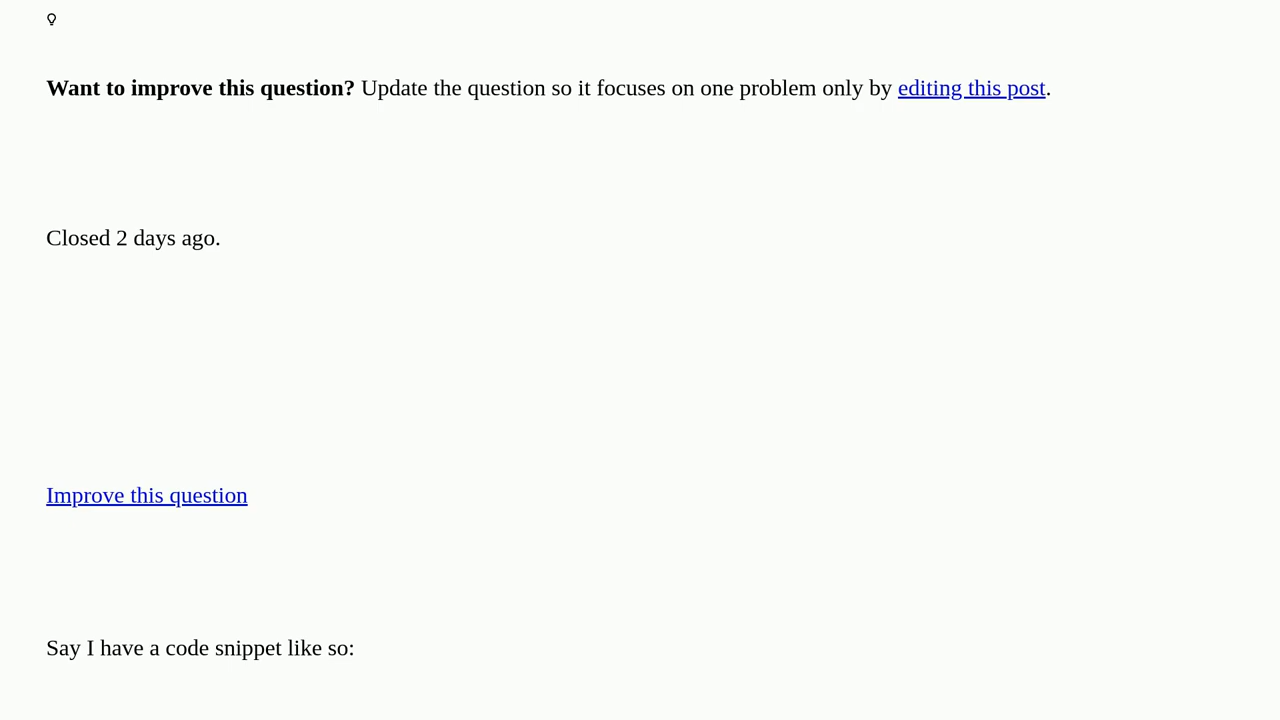 Want to improve this question? Update the question so it focuses on one problem only by editing this post.
Closed 2 days ago.
Improve this question
Say I have a code snippet like so: